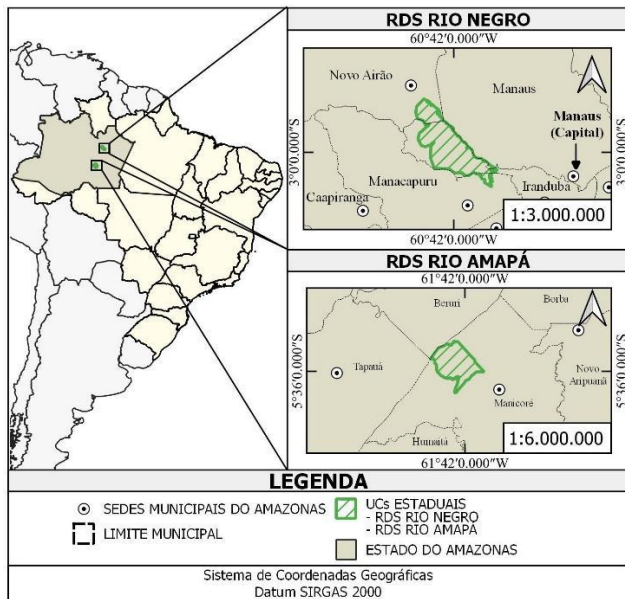 RDS RIO NEGRO
60°42'0.000"W
Novo Airão
Manaus
Manaus
(Capital)
3°0'0.000"S
3°0'0.000"S
Manacapuru
Iranduba
Caapiranga
1:3.000.000
60°42'0.000"W
RDS RIO AMAPÁ
61°42'0.000"W
Beruri
Borba
5°36'0.000"S
5°36'0.000"S
Tapauá
Novo
Aripuanã
Manicoré
Humaitá
1:6.000.000
61°42'0.000"W
LEGENDA
SEDES MUNICIPAIS DO AMAZONAS
LIMITE MUNICIPAL
UCs ESTADUAIS
- RDS RIO NEGRO
- RDS RIO AMAPÁ
ESTADO DO AMAZONAS
Sistema de Coordenadas Geográficas
Datum SIRGAS 2000